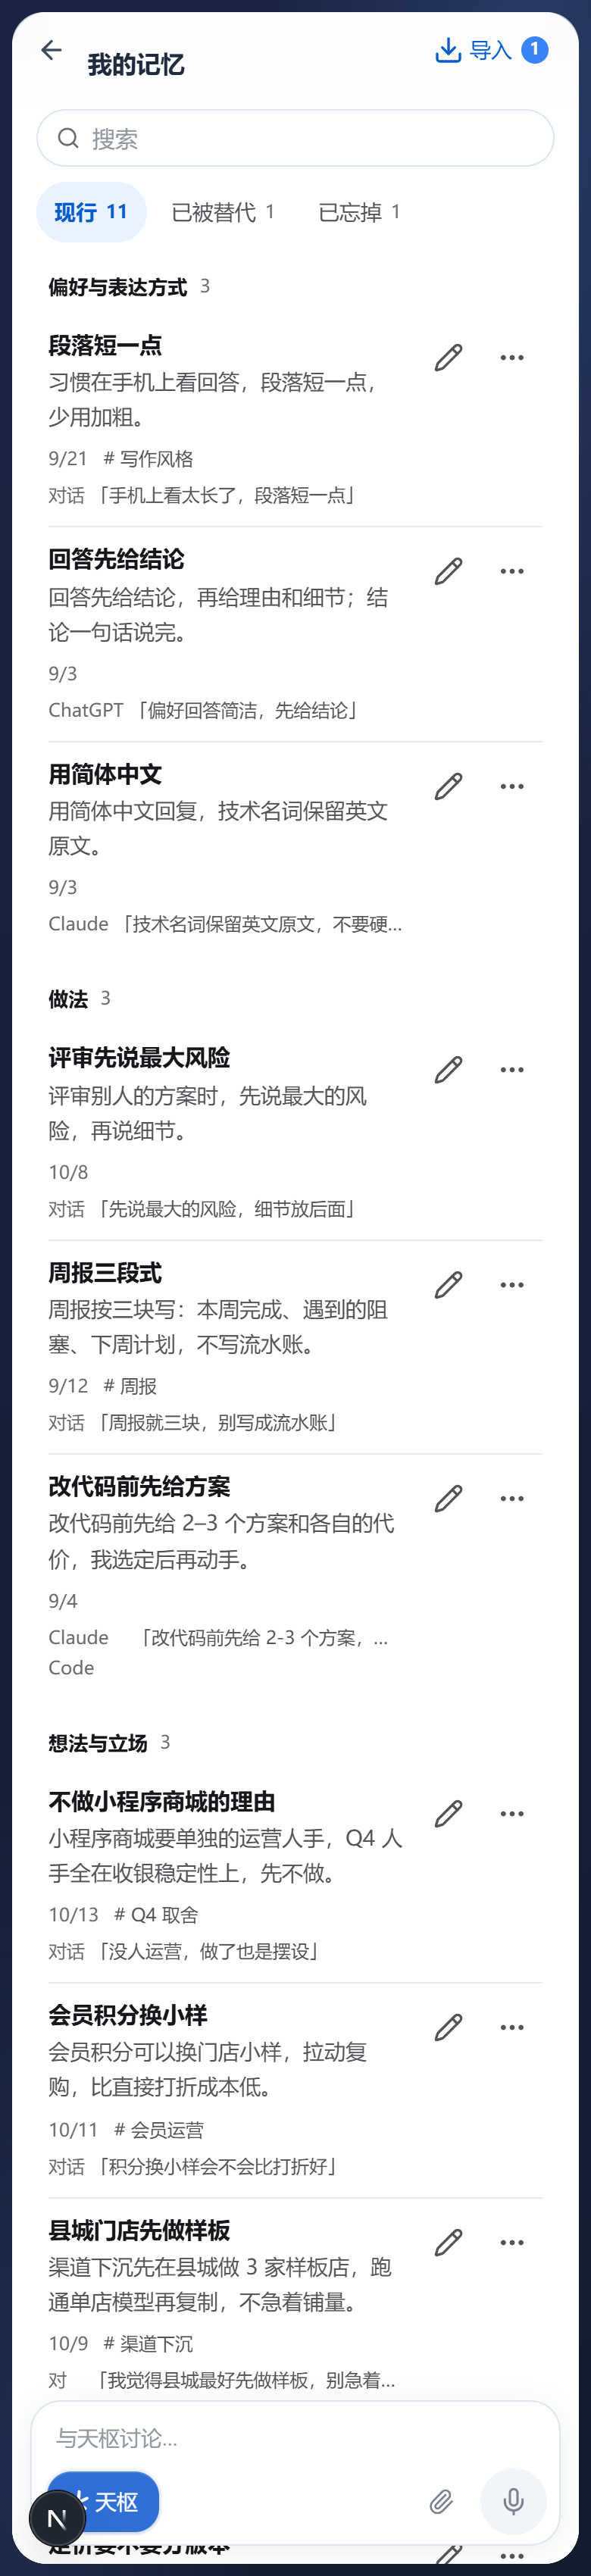 我的记忆
导入 1
搜索
现行 11
已被替代 1
已忘掉 1
偏好与表达方式 3
段落短一点
习惯在手机上看回答，段落短一点，
少用加粗。
9/21 # 写作风格
对话 「手机上看太长了，段落短一点」
回答先给结论
回答先给结论，再给理由和细节；结
论一句话说完。
9/3
ChatGPT 「偏好回答简洁，先给结论」
用简体中文
用简体中文回复，技术名词保留英文
原文。
9/3
Claude 「技术名词保留英文原文，不要硬...
做法 3
评审先说最大风险
评审别人的方案时，先说最大的风
险，再说细节。
10/8
对话 「先说最大的风险，细节放后面」
周报三段式
周报按三块写：本周完成、遇到的阻
塞、下周计划，不写流水账。
9/12 # 周报
对话 「周报就三块，别写成流水账」
改代码前先给方案
改代码前先给 2–3 个方案和各自的代
价，我选定后再动手。
9/4
Claude 「改代码前先给 2-3 个方案，...
Code
想法与立场 3
不做小程序商城的理由
小程序商城要单独的运营人手，Q4 人
手全在收银稳定性上，先不做。
10/13 # Q4 取舍
对话 「没人运营，做了也是摆设」
会员积分换小样
会员积分可以换门店小样，拉动复
购，比直接打折成本低。
10/11 # 会员运营
对话 「积分换小样会不会比打折好」
县城门店先做样板
渠道下沉先在县城做 3 家样板店，跑
通单店模型再复制，不急着铺量。
10/9 # 渠道下沉
对 「我觉得县城最好先做样板，别急着...
与天枢讨论...
天枢
N
定价要不要分版本